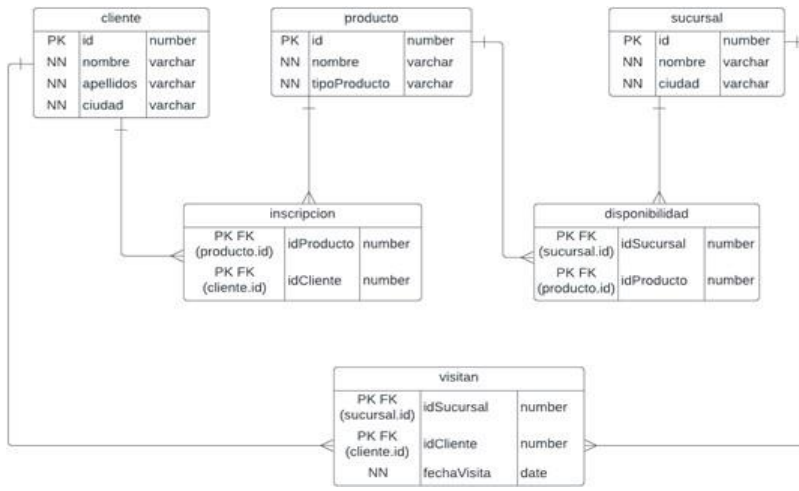 cliente
PK id number
NN nombre varchar
NN apellidos varchar
NN ciudad varchar
producto
PK id number
NN nombre varchar
NN tipoProducto varchar
sucursal
PK id number
NN nombre varchar
NN ciudad varchar
inscripcion
PK FK
(producto.id) idProducto number
PK FK
(cliente.id) idCliente number
disponibilidad
PK FK
(sucursal.id) idSucursal number
PK FK
(producto.id) idProducto number
visitan
PK FK
(sucursal.id) idSucursal number
PK FK
(cliente.id) idCliente number
NN fechaVisita date